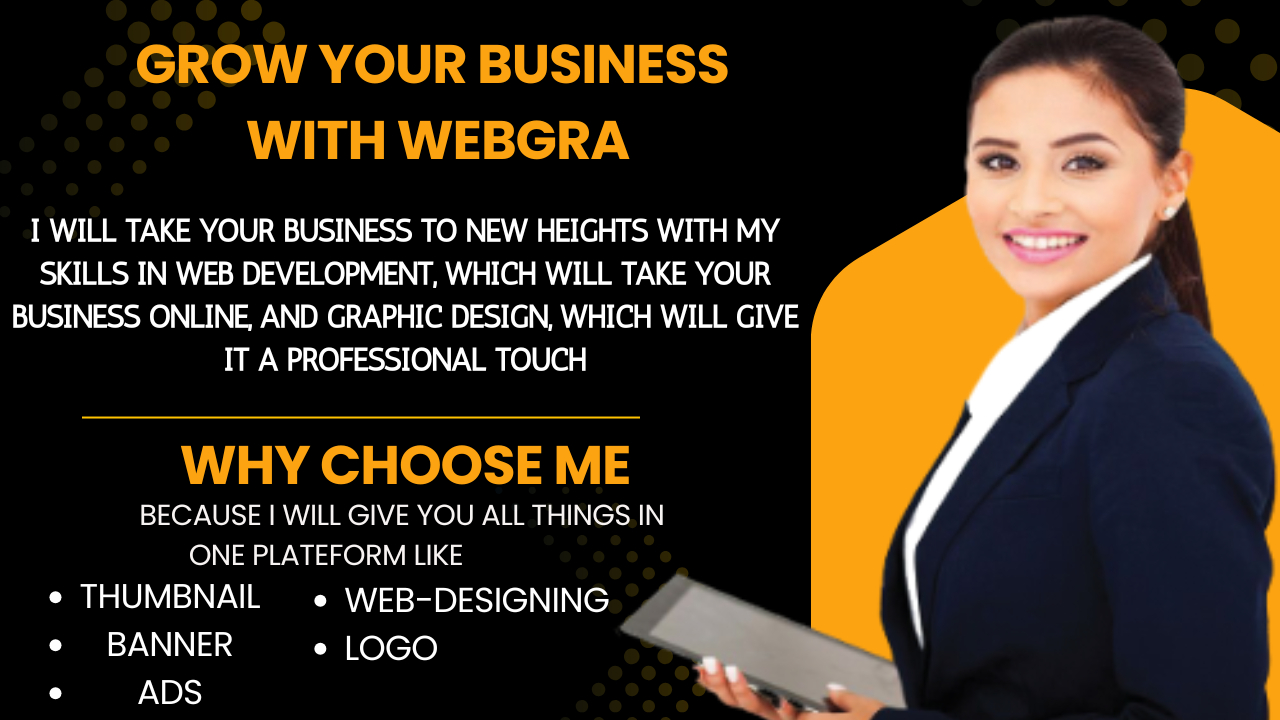 GROW YOUR BUSINESS
WITH WEBGRA
I WILL TAKE YOUR BUSINESS TO NEW HEIGHTS WITH MY
SKILLS IN WEB DEVELOPMENT, WHICH WILL TAKE YOUR
BUSINESS ONLINE, AND GRAPHIC DESIGN, WHICH WILL GIVE
IT A PROFESSIONAL TOUCH
WHY CHOOSE ME
BECAUSE I WILL GIVE YOU ALL THINGS IN
ONE PLATEFORM LIKE
• THUMBNAIL
• BANNER
• ADS
• WEB-DESIGNING
• LOGO